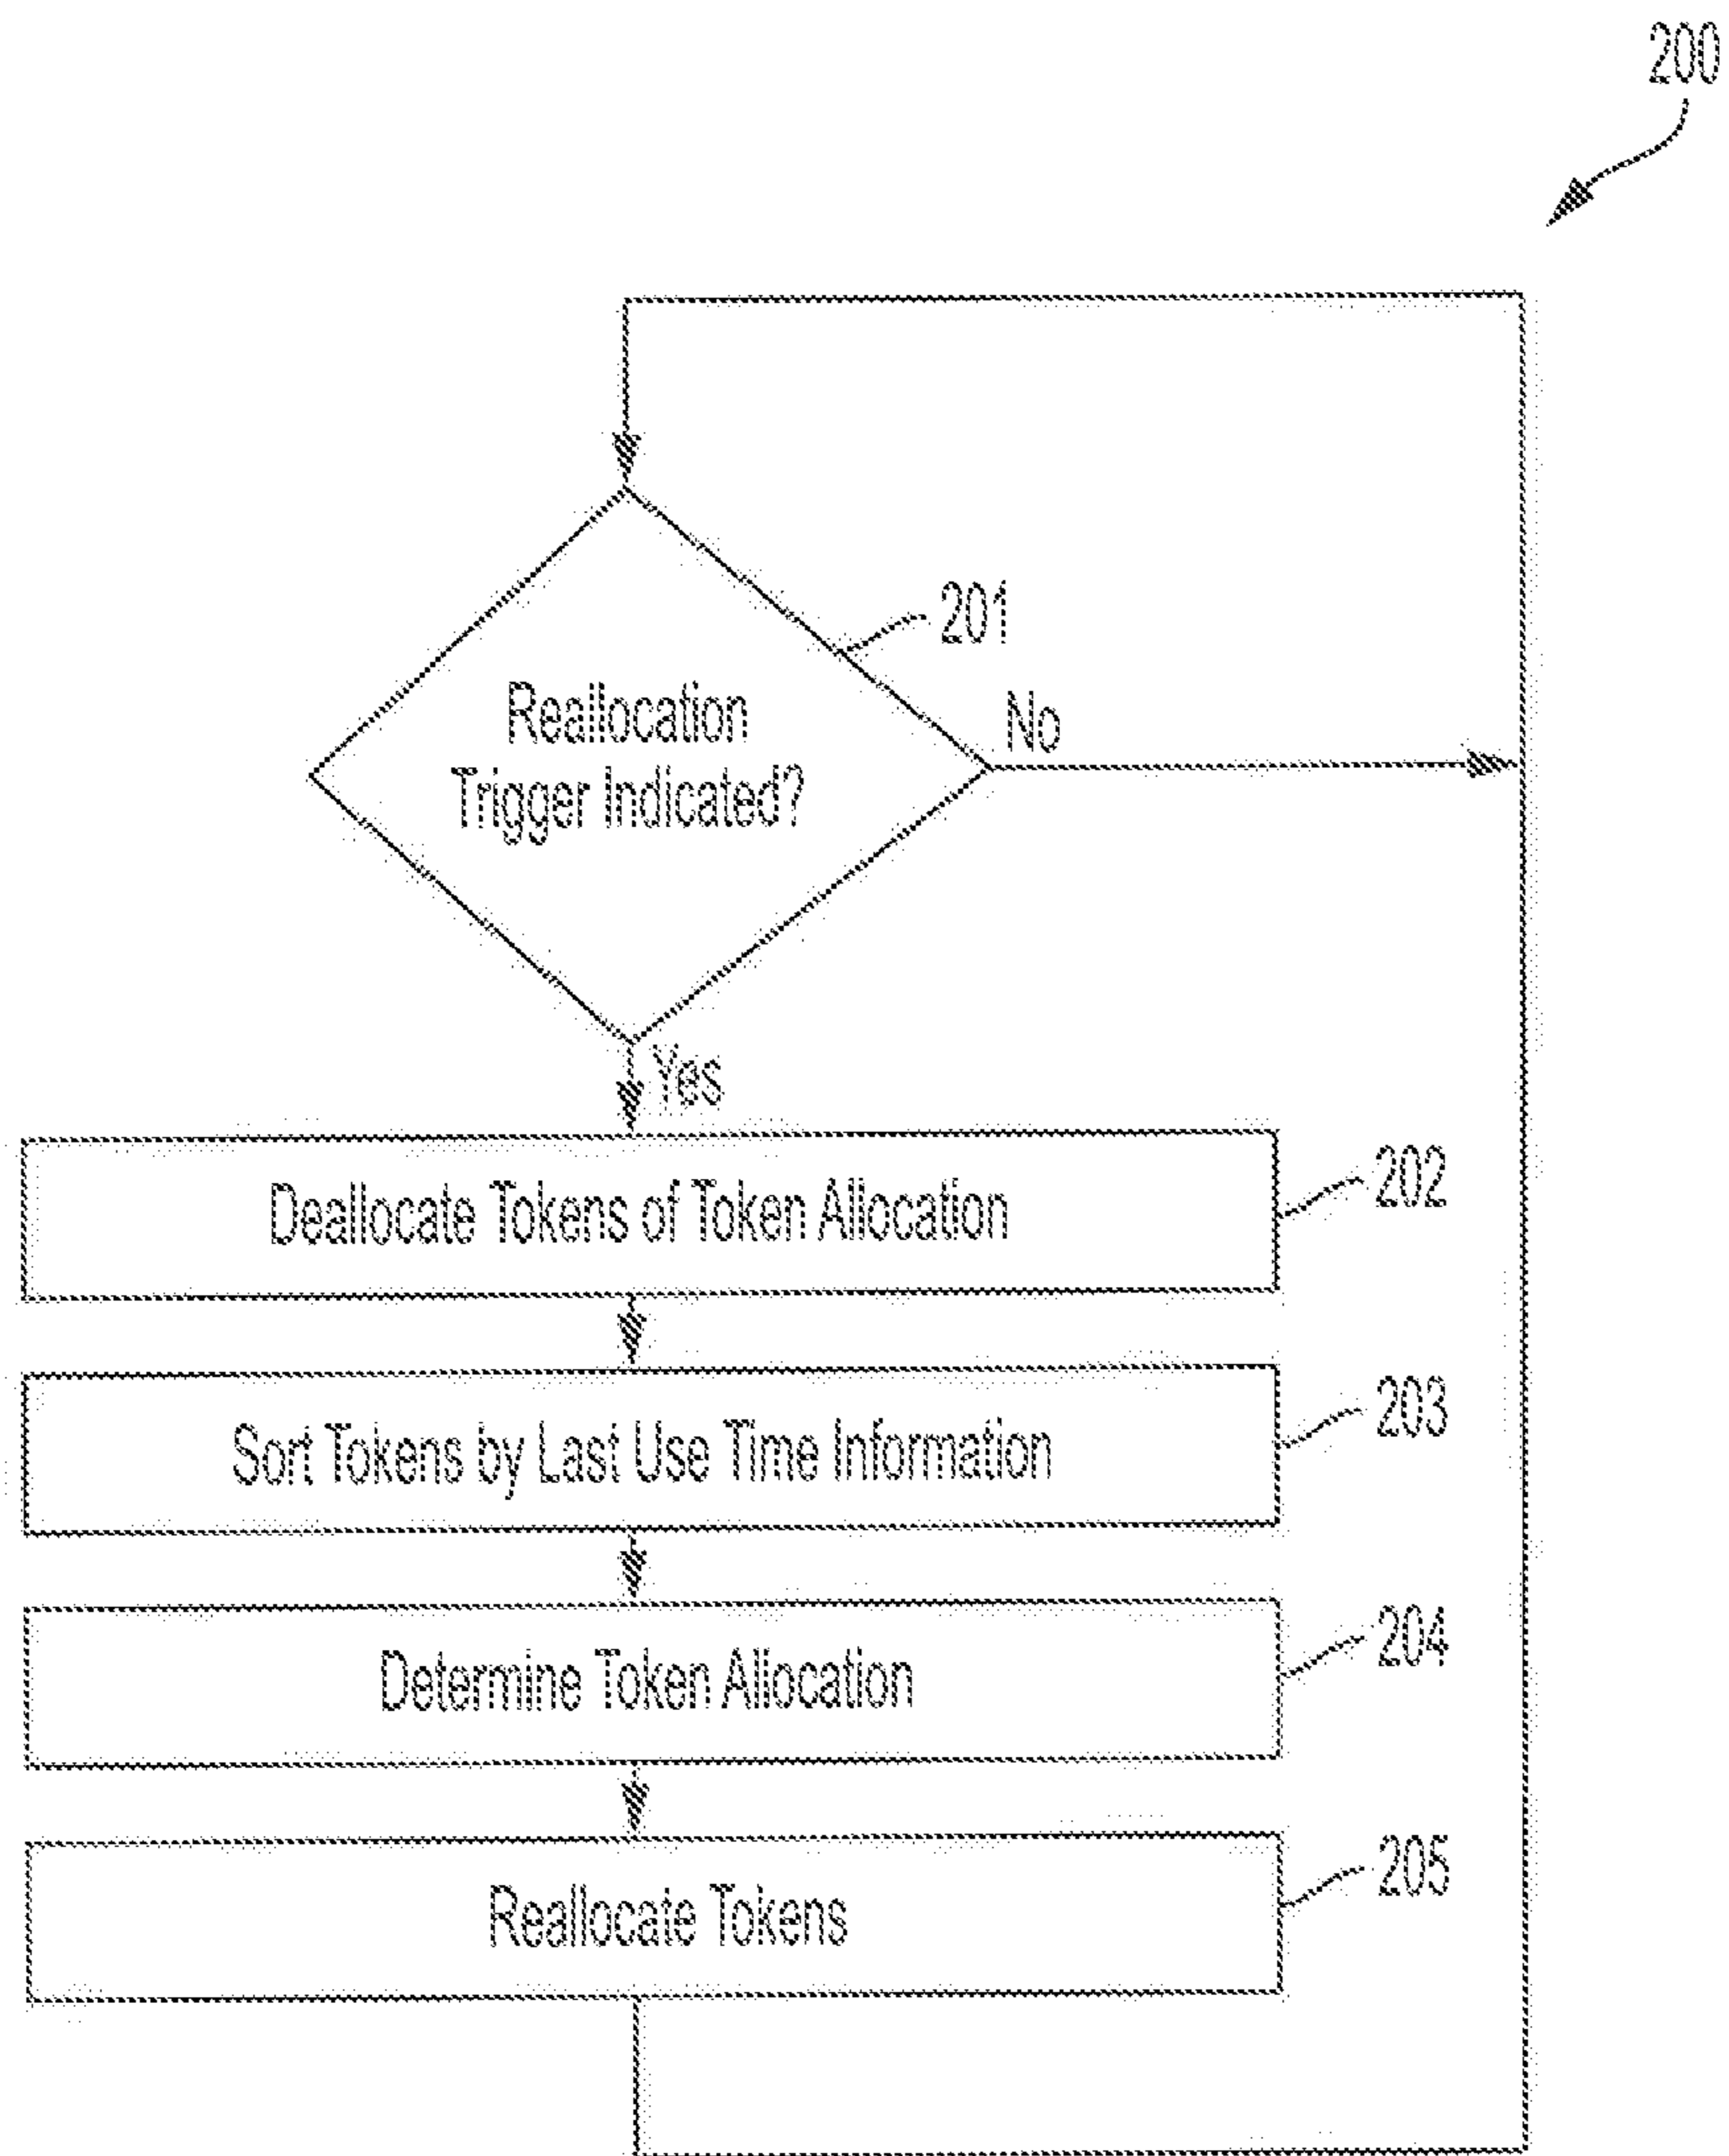 200
201
Reallocation
Trigger Indicated?
No
Yes
Deallocate Tokens of Token Allocation
202
Sort Tokens by Last Use Time Information
203
Determine Token Allocation
204
Reallocate Tokens
205